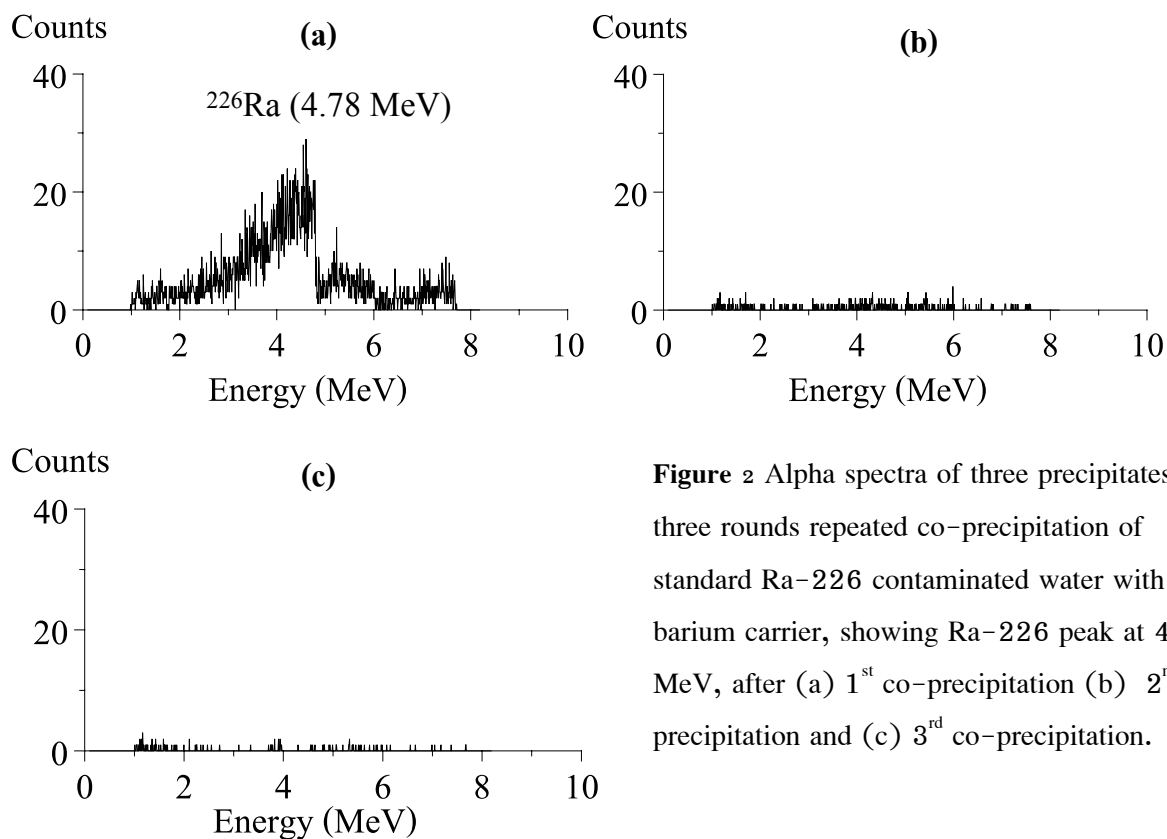 Counts
(a)
40
²²⁶Ra (4.78 MeV)
20
0
0 2 4 6 8 10
Energy (MeV)
Counts
(b)
40
20
0
0 2 4 6 8 10
Energy (MeV)
Counts
(c)
40
20
0
0 2 4 6 8 10
Energy (MeV)
Figure 2 Alpha spectra of three precipitates
three rounds repeated co-precipitation of
standard Ra-226 contaminated water with
barium carrier, showing Ra-226 peak at 4
MeV, after (a) 1ˢᵗ co-precipitation (b) 2ⁿ
precipitation and (c) 3ʳᵈ co-precipitation.